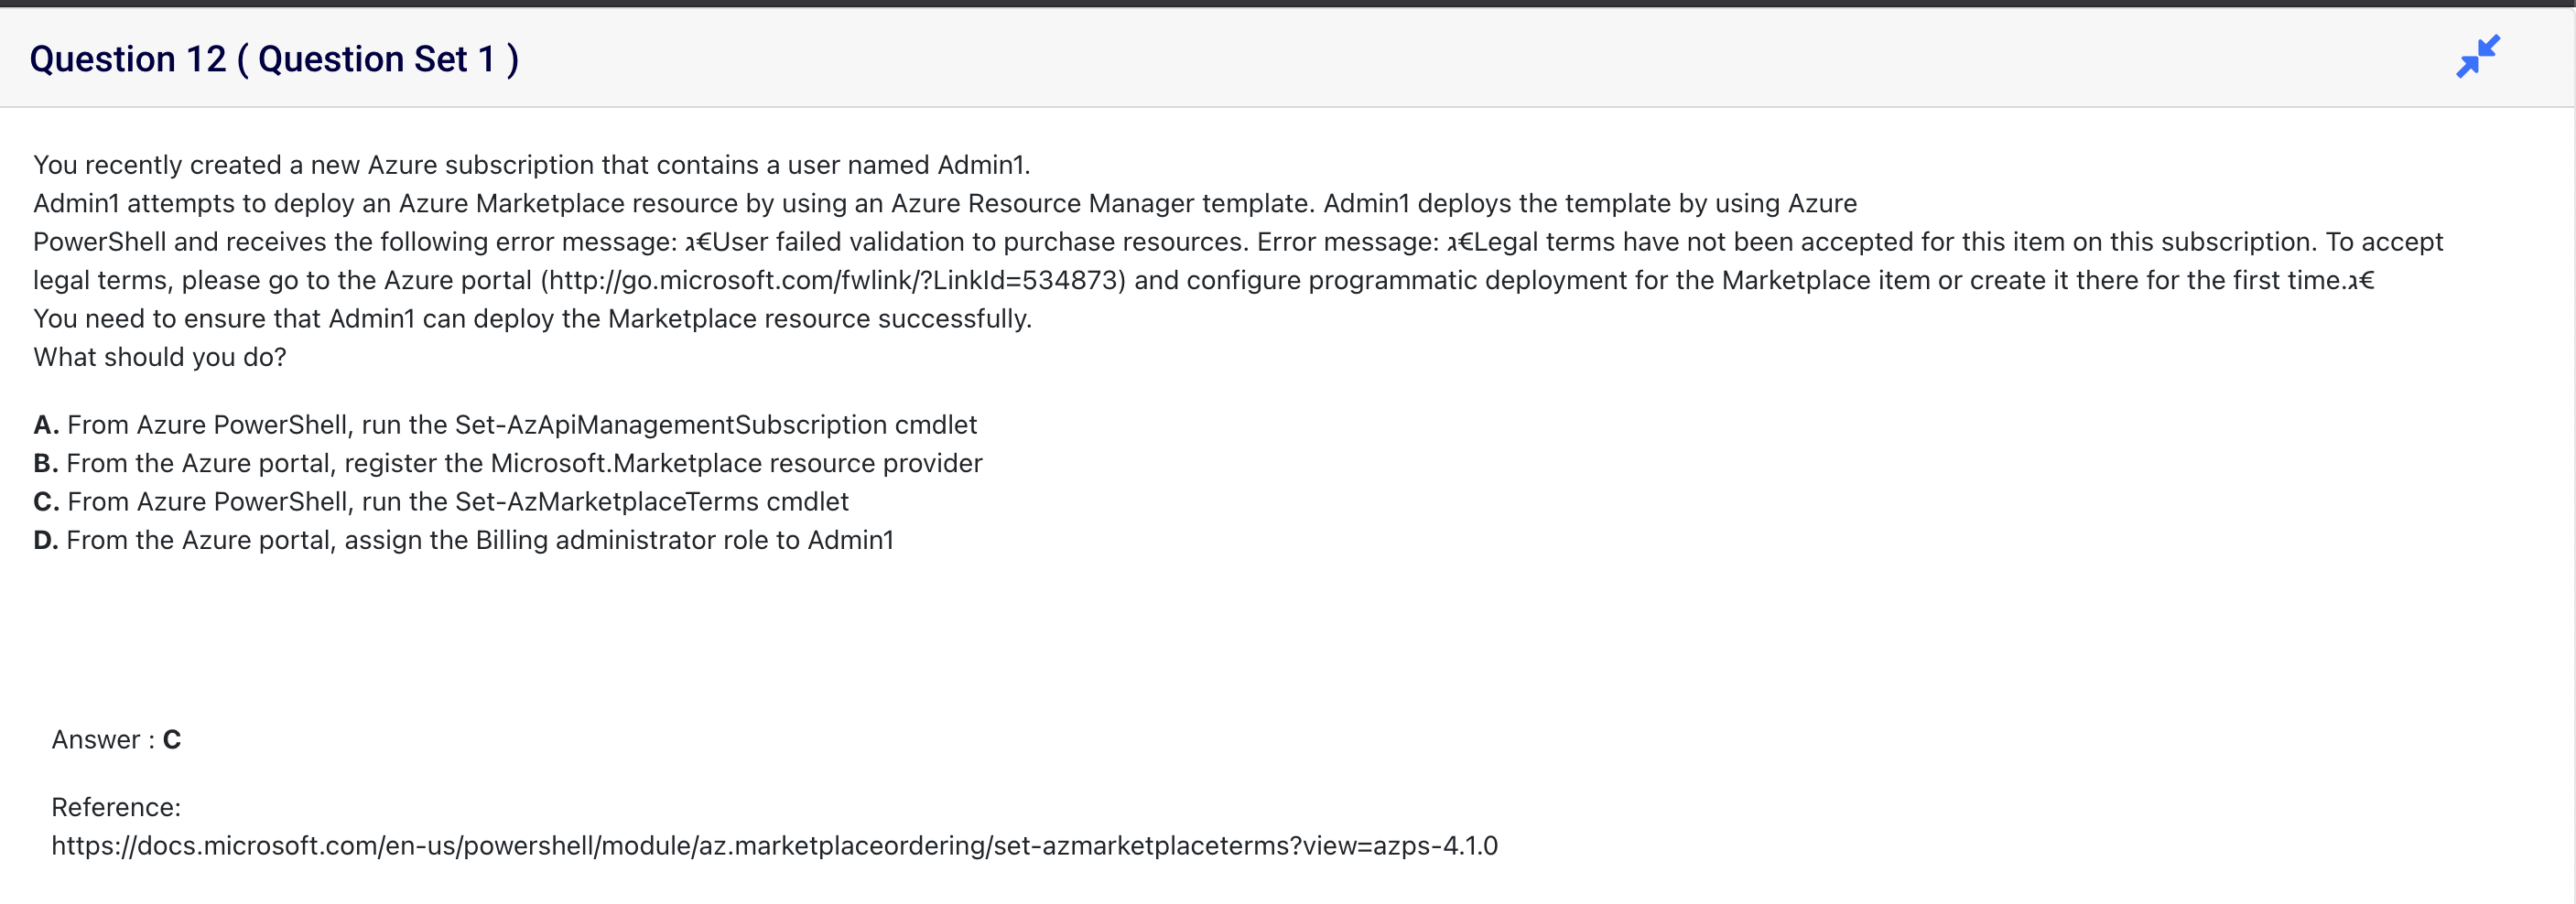 Question 12 ( Question Set 1 )
You recently created a new Azure subscription that contains a user named Admin1.
Admin1 attempts to deploy an Azure Marketplace resource by using an Azure Resource Manager template. Admin1 deploys the template by using Azure
PowerShell and receives the following error message: ג€User failed validation to purchase resources. Error message: ג€Legal terms have not been accepted for this item on this subscription. To accept
legal terms, please go to the Azure portal (http://go.microsoft.com/fwlink/?LinkId=534873) and configure programmatic deployment for the Marketplace item or create it there for the first time.ג€
You need to ensure that Admin1 can deploy the Marketplace resource successfully.
What should you do?
A. From Azure PowerShell, run the Set-AzApiManagementSubscription cmdlet
B. From the Azure portal, register the Microsoft.Marketplace resource provider
C. From Azure PowerShell, run the Set-AzMarketplaceTerms cmdlet
D. From the Azure portal, assign the Billing administrator role to Admin1
Answer : C
Reference:
https://docs.microsoft.com/en-us/powershell/module/az.marketplaceordering/set-azmarketplaceterms?view=azps-4.1.0